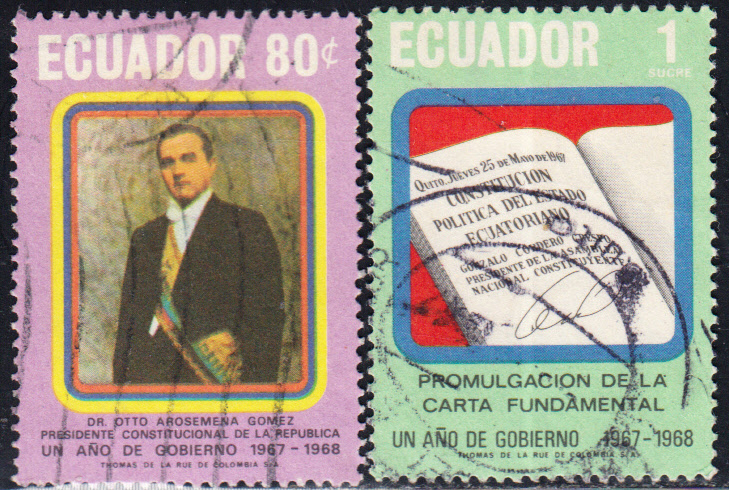 ECUADOR 80¢
DR. OTTO AROSEMENA GOMEZ
PRESIDENTE CONSTITUCIONAL DE LA REPUBLICA
UN AÑO DE GOBIERNO 1967-1968
THOMAS DE LA RUE DE COLOMBIA S.A.
ECUADOR 1
SUCRE
QUITO, JUEVES 25 DE MAYO DE 1967
CONSTITUCION
POLITICA DEL ESTADO
ECUATORIANO
GONZALO CORDERO
PRESIDENTE DE LA ASAMBLEA
NACIONAL CONSTITUYENTE
PROMULGACION DE LA
CARTA FUNDAMENTAL
UN AÑO DE GOBIERNO 1967-1968
THOMAS DE LA RUE DE COLOMBIA S.A.